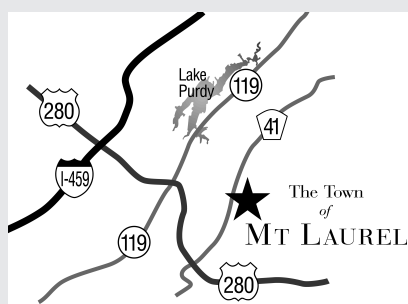 Lake
Purdy
119
280
41
I-459
The Town
of
MT LAUREL
119
280